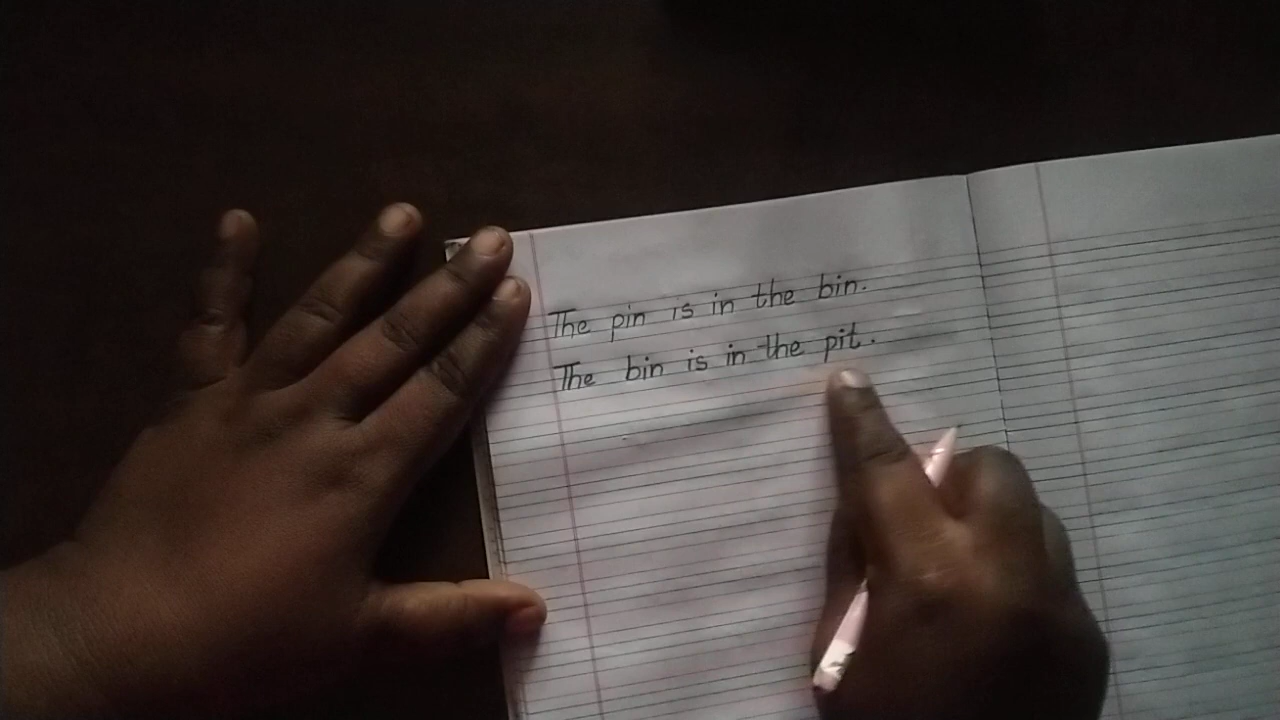 The pin is in the bin.
The bin is in the pit.